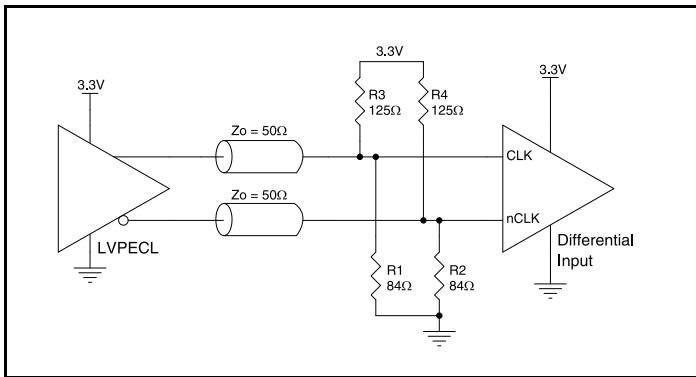 3.3V
3.3V
3.3V
R3
125Ω
R4
125Ω
Zo = 50Ω
CLK
Zo = 50Ω
nCLK
LVPECL
Differential
Input
R1
84Ω
R2
84Ω